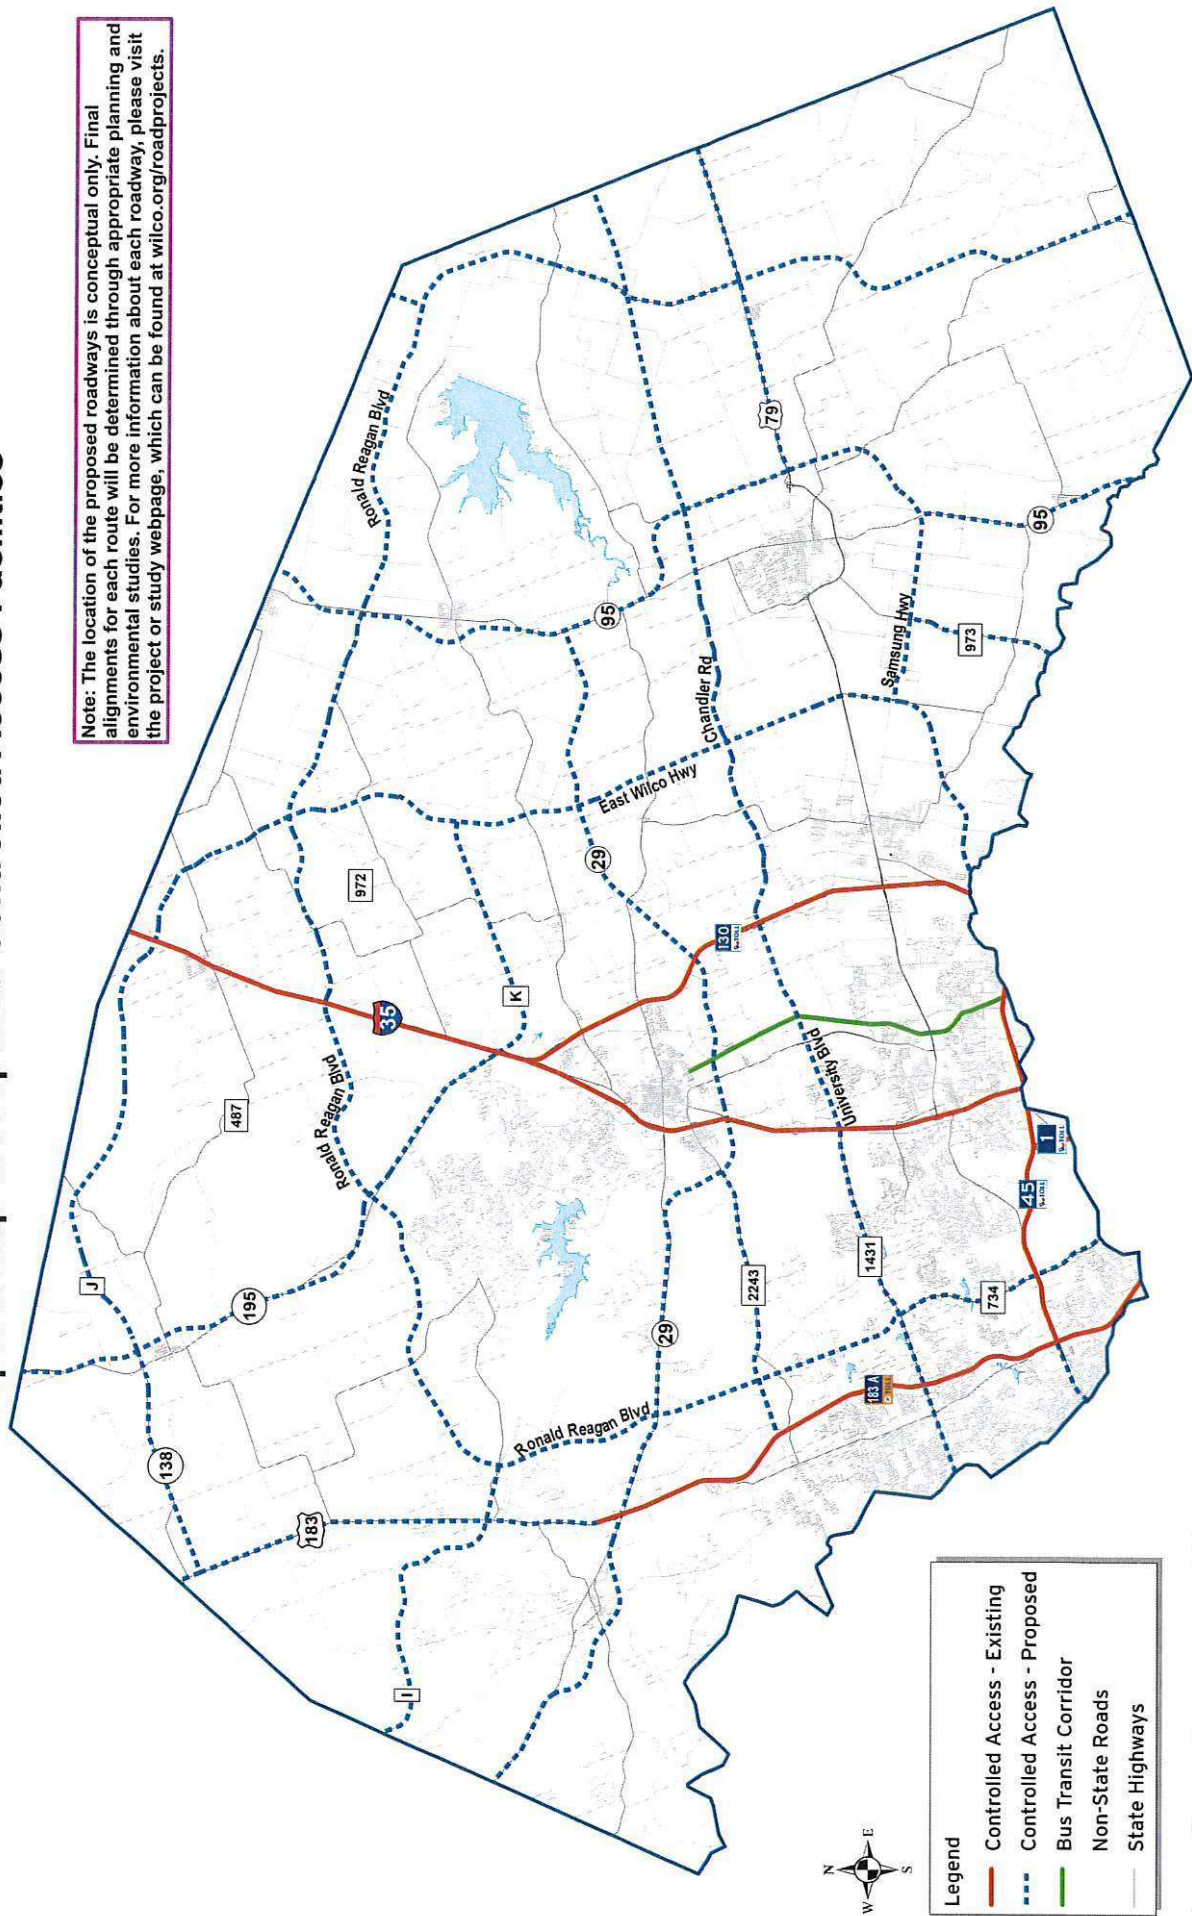 Note: The location of the proposed roadways is conceptual only. Final
alignments for each route will be determined through appropriate planning and
environmental studies. For more information about each roadway, please visit
the project or study webpage, which can be found at wilco.org/roadprojects.
J
138
195
487
183
I
Ronald Reagan Blvd
Ronald Reagan Blvd
Ronald Reagan Blvd
35
K
972
29
29
2243
1431
734
183 A
TOLL
45
TOLL
1
TOLL
130
TOLL
University Blvd
East Wilco Hwy
Chandler Rd
95
79
Samsung Hwy
973
95
N
W
E
S
Legend
Controlled Access - Existing
Controlled Access - Proposed
Bus Transit Corridor
Non-State Roads
State Highways